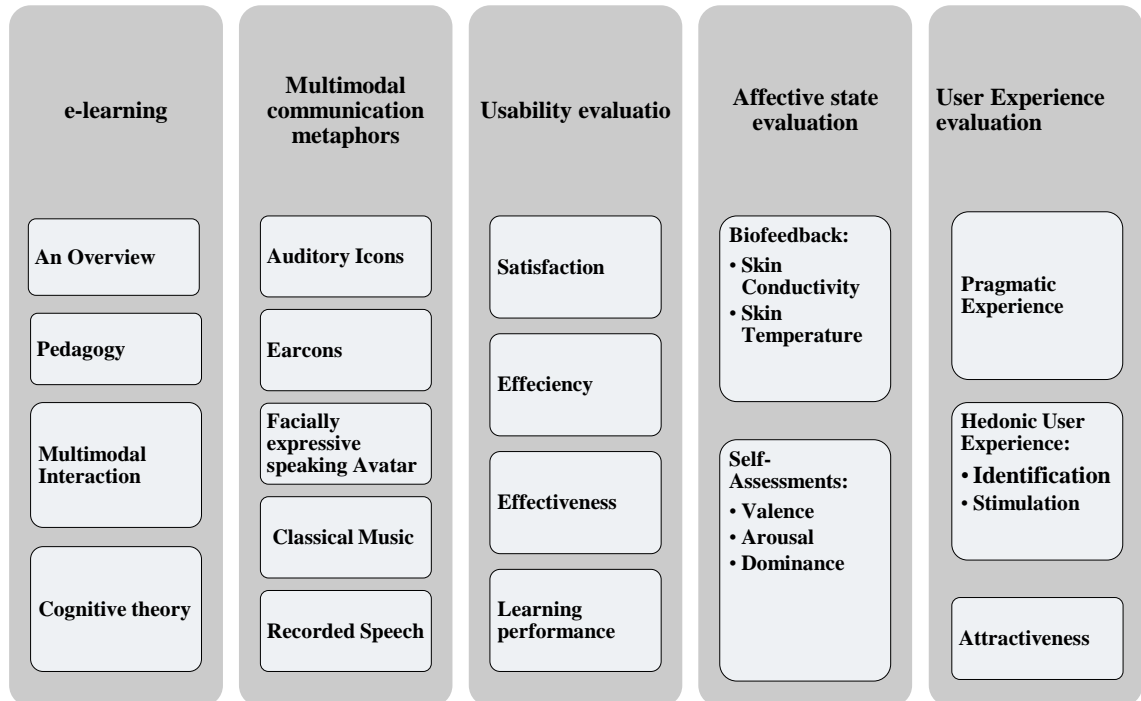 e-learning
An Overview
Pedagogy
Multimodal
Interaction
Cognitive theory
Multimodal
communication
metaphors
Auditory Icons
Earcons
Facially
expressive
speaking Avatar
Classical Music
Recorded Speech
Usability evaluatio
Satisfaction
Effeciency
Effectiveness
Learning
performance
Affective state
evaluation
Biofeedback:
• Skin
Conductivity
• Skin
Temperature
Self-
Assessments:
• Valence
• Arousal
• Dominance
User Experience
evaluation
Pragmatic
Experience
Hedonic User
Experience:
• Identification
• Stimulation
Attractiveness